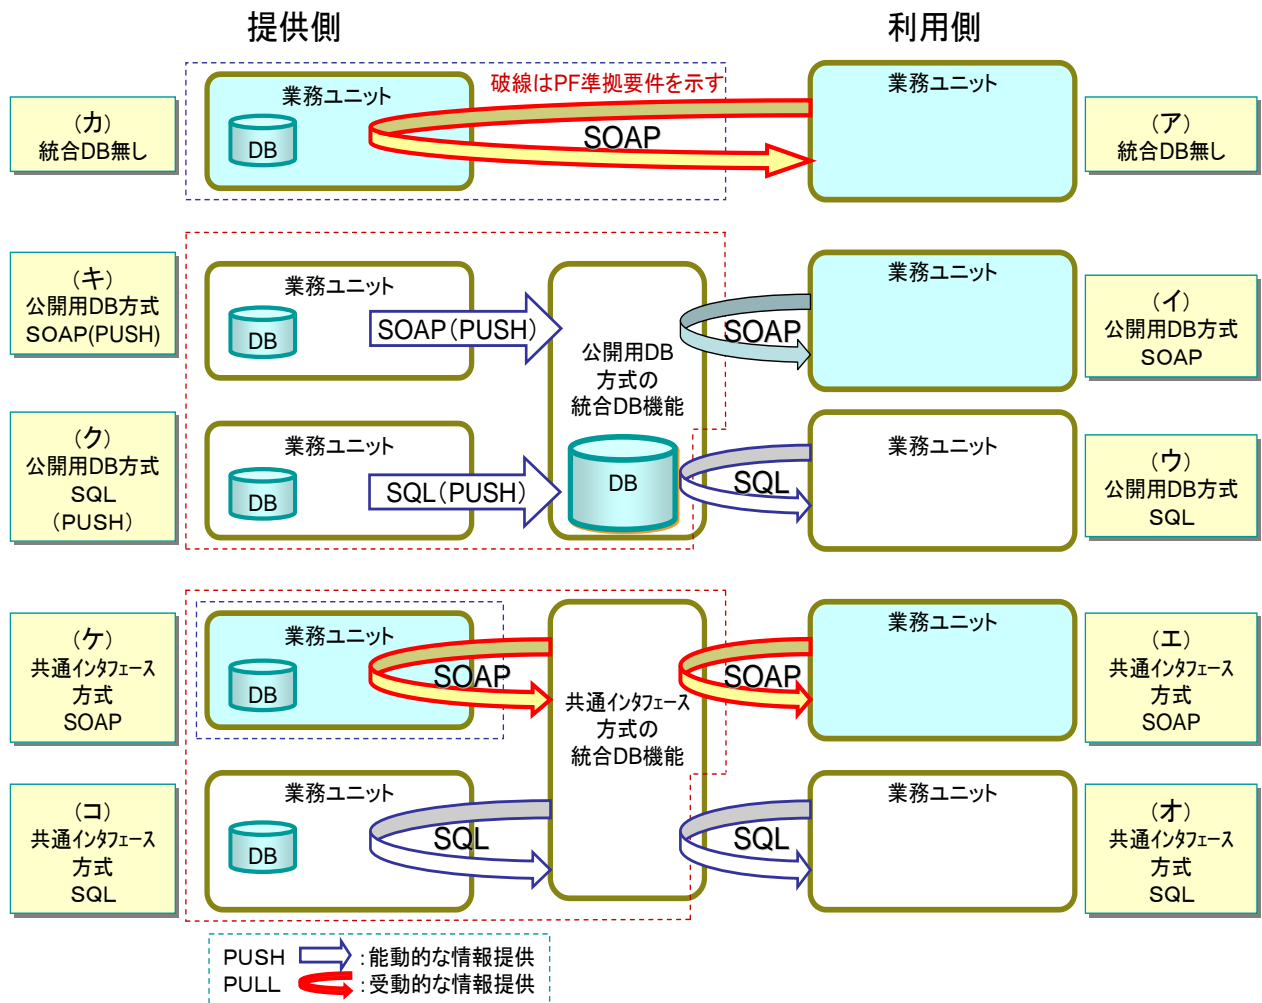 提供側
利用側
破線はPF準拠要件を示す
(カ)
統合DB無し
業務ユニット
DB
SOAP
業務ユニット
(ア)
統合DB無し
(キ)
公開用DB方式
SOAP(PUSH)
業務ユニット
DB
SOAP(PUSH)
公開用DB
方式の
統合DB機能
DB
SOAP
業務ユニット
(イ)
公開用DB方式
SOAP
(ク)
公開用DB方式
SQL
(PUSH)
業務ユニット
DB
SQL(PUSH)
SQL
業務ユニット
(ウ)
公開用DB方式
SQL
(ケ)
共通インタフェース
方式
SOAP
業務ユニット
DB
SOAP
共通インタフェース
方式の
統合DB機能
SOAP
業務ユニット
(エ)
共通インタフェース
方式
SOAP
(コ)
共通インタフェース
方式
SQL
業務ユニット
DB
SQL
SQL
業務ユニット
(オ)
共通インタフェース
方式
SQL
PUSH :能動的な情報提供
PULL :受動的な情報提供